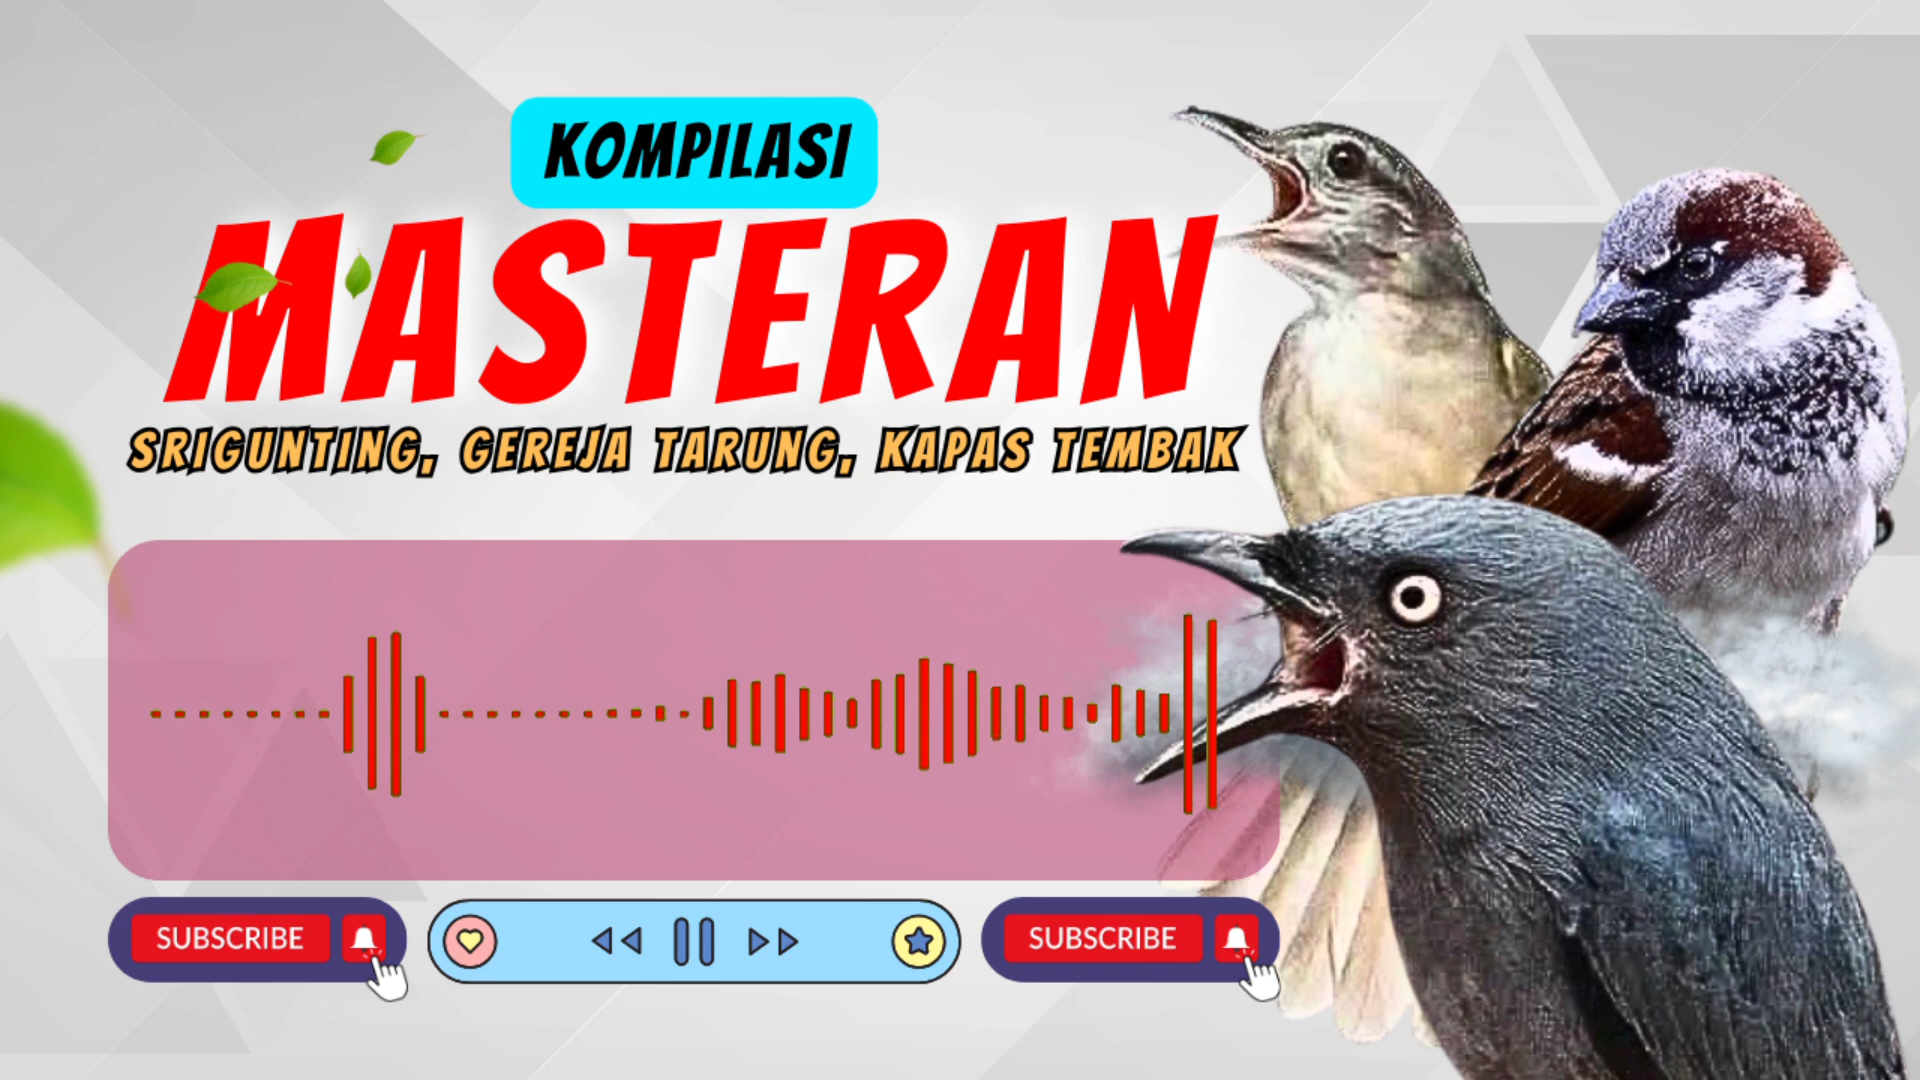 KOMPILASI
MASTERAN
SRIGUNTING, GEREJA TARUNG, KAPAS TEMBAK
SUBSCRIBE
SUBSCRIBE